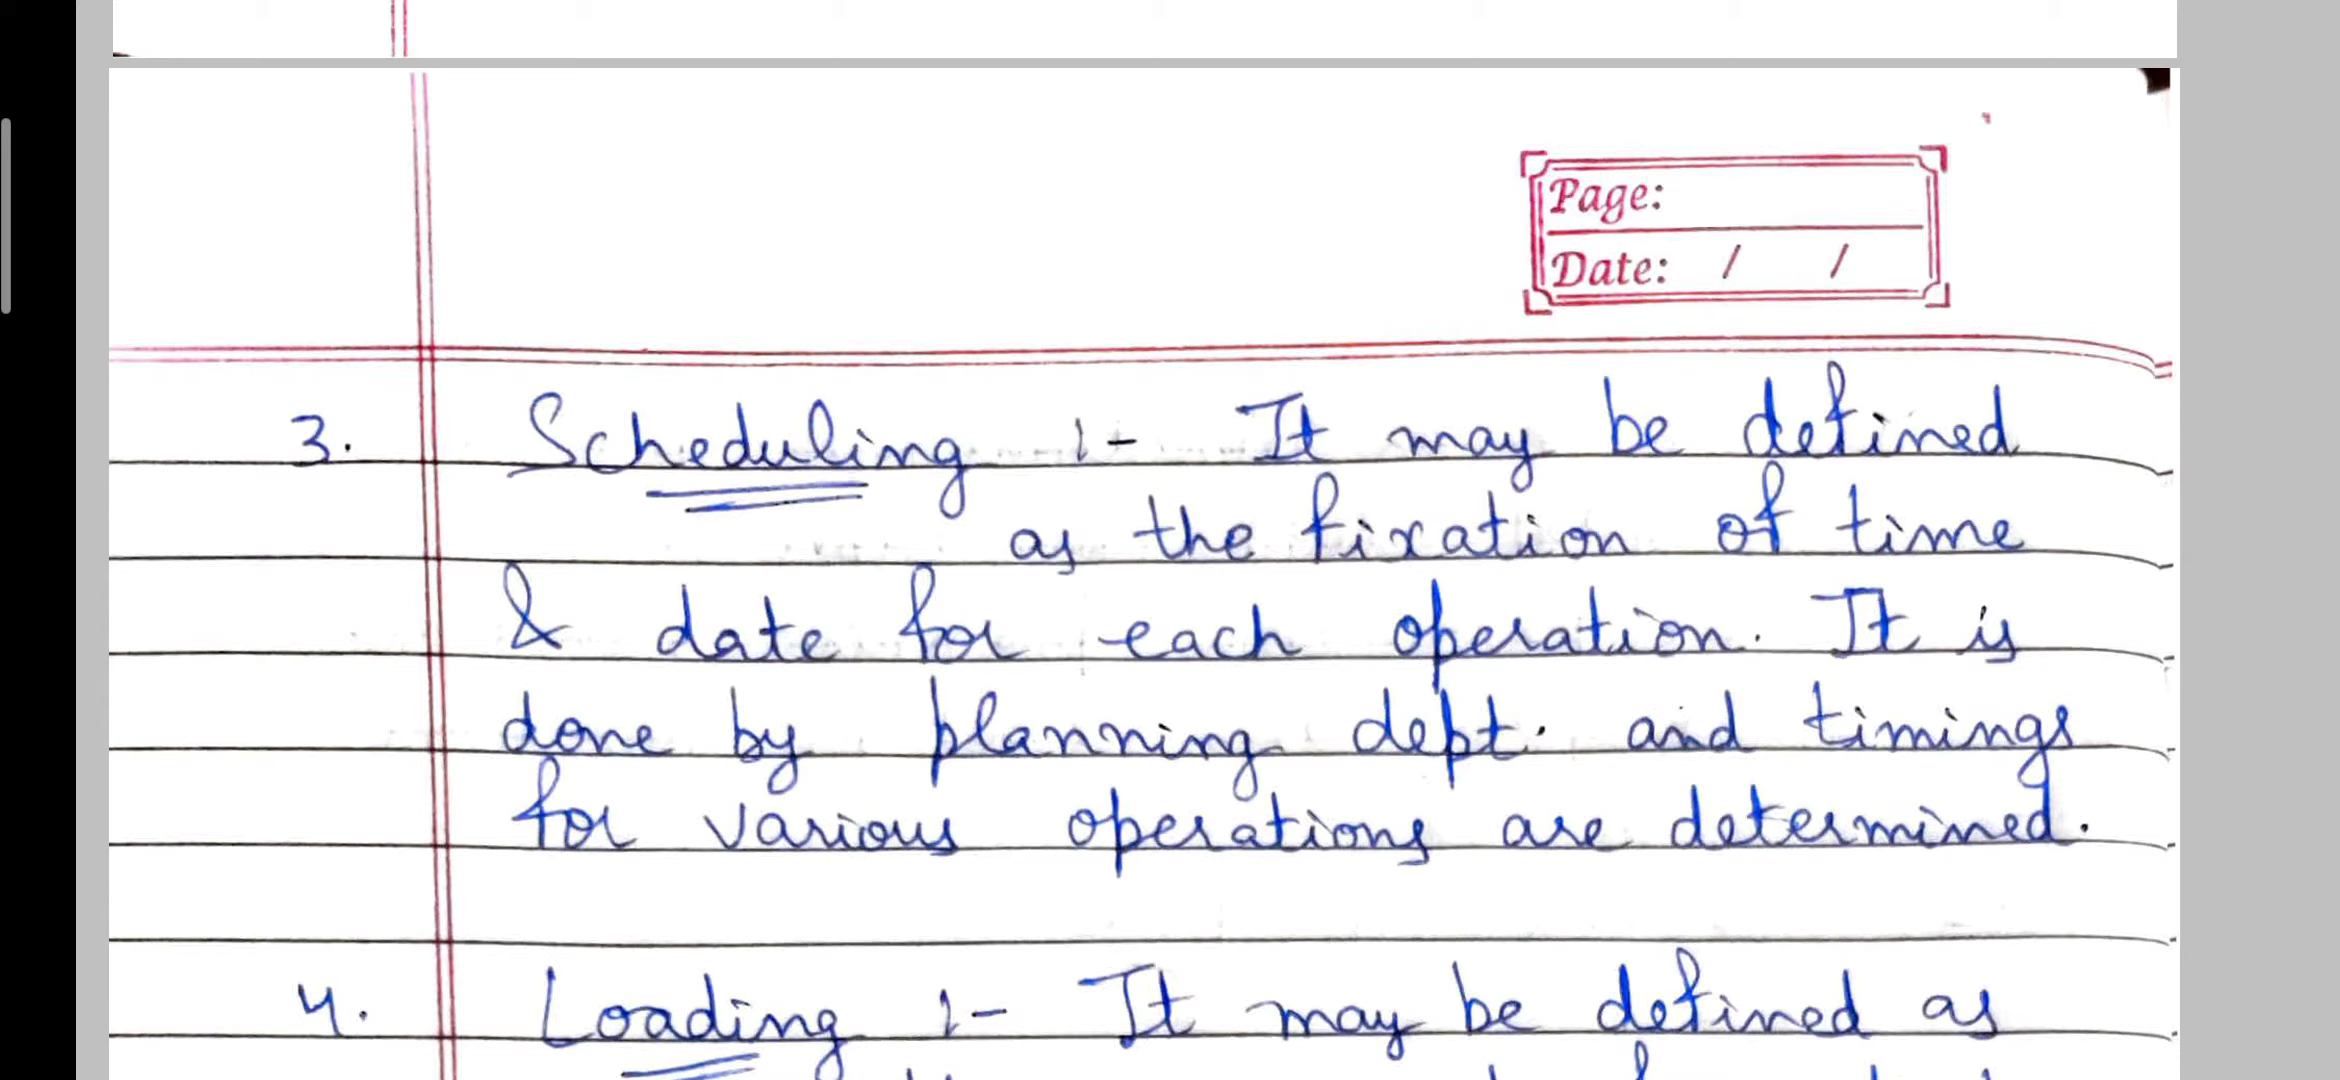 Page:
Date: / /
3. Scheduling :- It may be defined
as the fixation of time
& date for each operation. It is
done by planning dept. and timings
for various operations are determined.
4. Loading :- It may be defined as